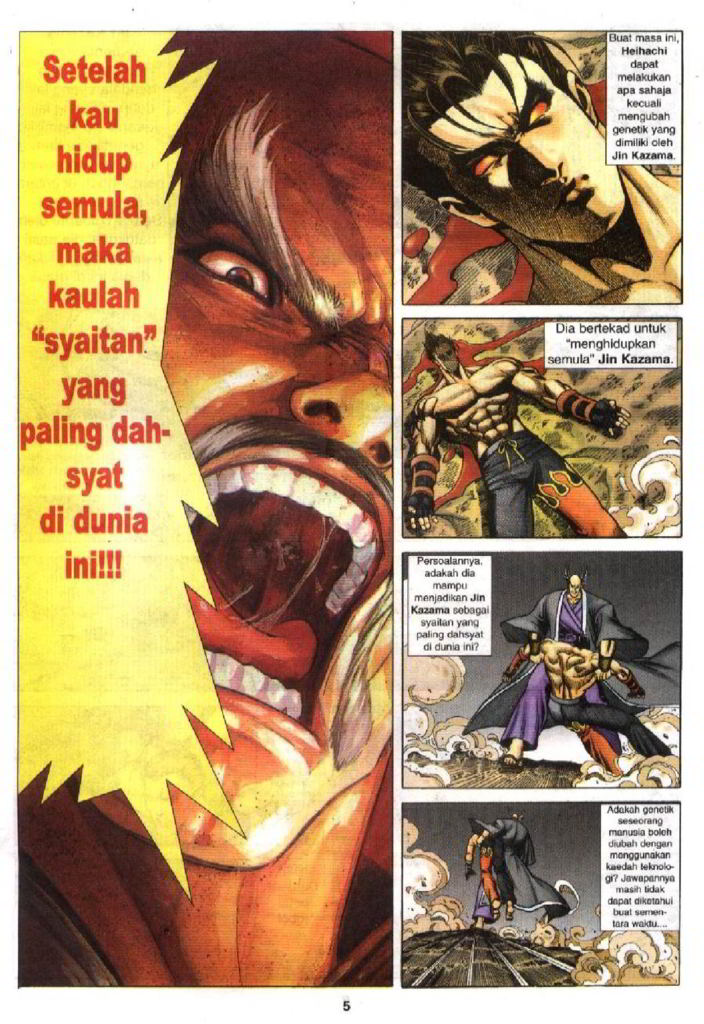 Setelah
kau
hidup
semula,
maka
kaulah
“syaitan”
yang
paling dah-
syat
di dunia
ini!!!
Buat masa ini,
Heihachi
dapat
melakukan
apa sahaja
kecuali
mengubah
genetik yang
dimiliki oleh
Jin Kazama.
Dia bertekad untuk
“menghidupkan
semula” Jin Kazama.
Persoalannya,
adakah dia
mampu
menjadikan Jin
Kazama sebagai
syaitan yang
paling dahsyat
di dunia ini?
Adakah genetik
seseorang
manusia boleh
diubah dengan
menggunakan
kaedah teknolo-
gi? Jawapannya
masih tidak
dapat diketahui
buat semen-
tara waktu....
5